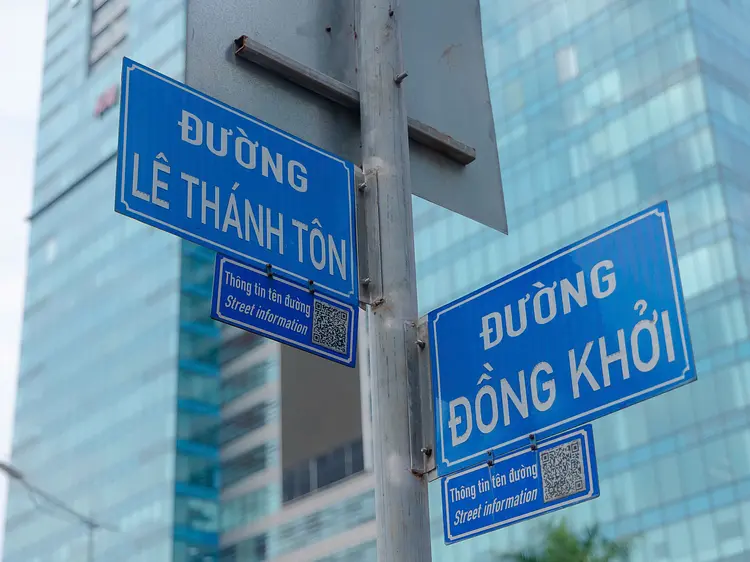 ĐƯỜNG
LÊ THÁNH TÔN
Thông tin tên đường
Street information
ĐƯỜNG
ĐỒNG KHỞI
Thông tin tên đường
Street information